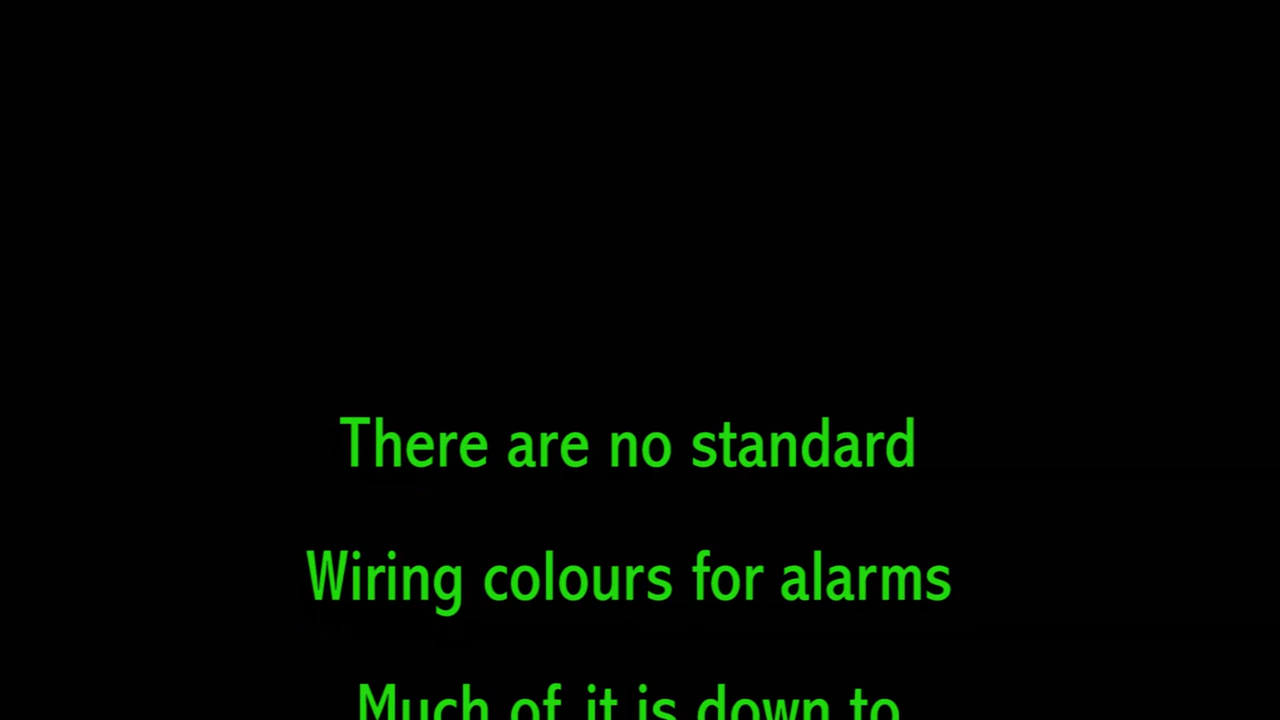 There are no standard
Wiring colours for alarms
Much of it is down to